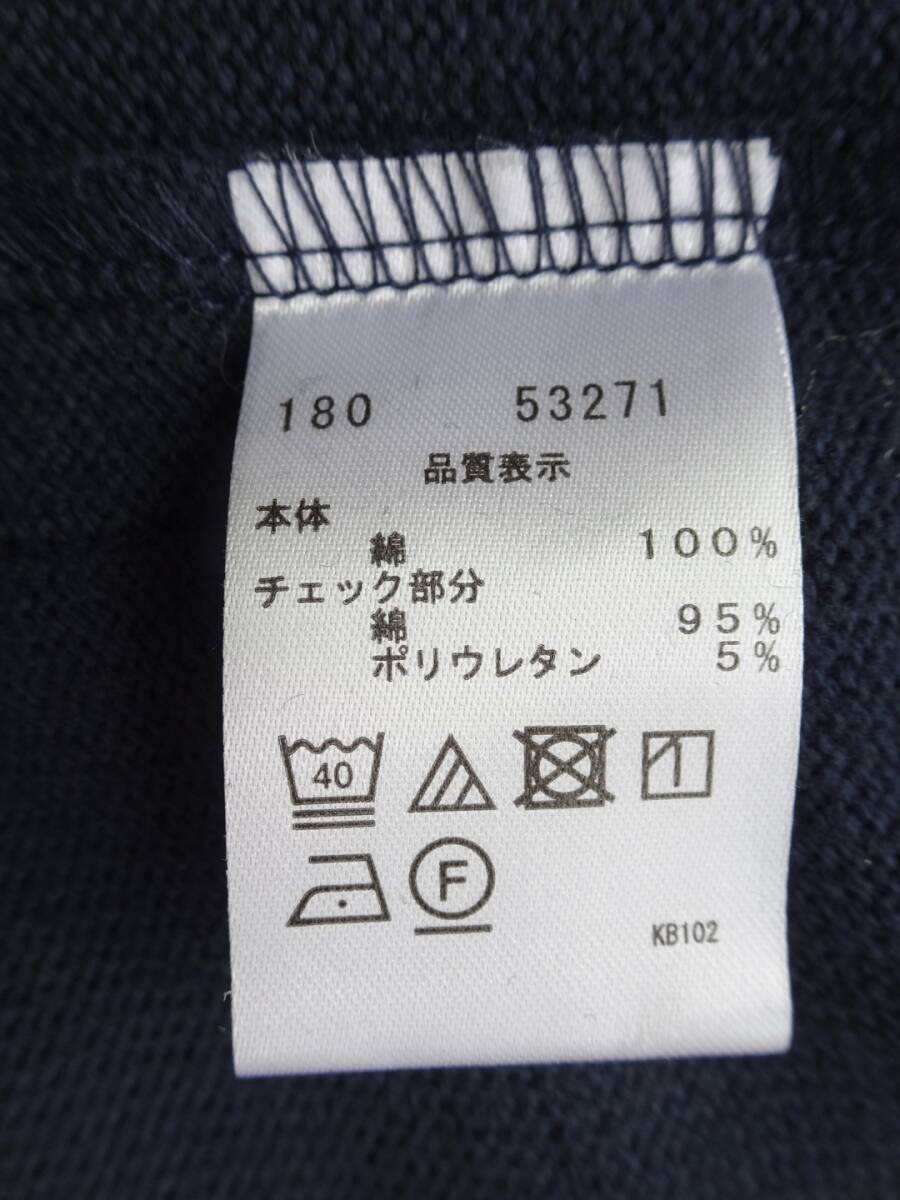 180 53271
品質表示
本体
綿 100%
チェック部分
綿 95%
ポリウレタン 5%
40
F
KB102